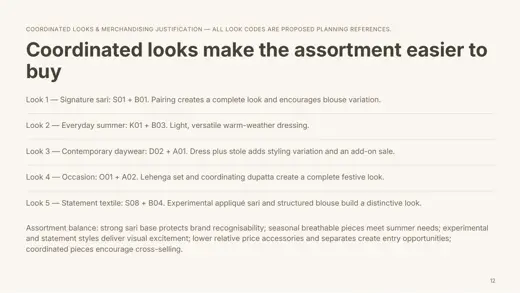 COORDINATED LOOKS & MERCHANDISING JUSTIFICATION — ALL LOOK CODES ARE PROPOSED PLANNING REFERENCES.
Coordinated looks make the assortment easier to
buy
Look 1 — Signature sari: S01 + B01. Pairing creates a complete look and encourages blouse variation.
Look 2 — Everyday summer: K01 + B03. Light, versatile warm-weather dressing.
Look 3 — Contemporary daywear: D02 + A01. Dress plus stole adds styling variation and an add-on sale.
Look 4 — Occasion: O01 + A02. Lehenga set and coordinating dupatta create a complete festive look.
Look 5 — Statement textile: S08 + B04. Experimental appliqué sari and structured blouse build a distinctive look.
Assortment balance: strong sari base protects brand recognisability; seasonal breathable pieces meet summer needs; experimental
and statement styles deliver visual excitement; lower relative price accessories and separates create entry opportunities;
coordinated pieces encourage cross-selling.
12